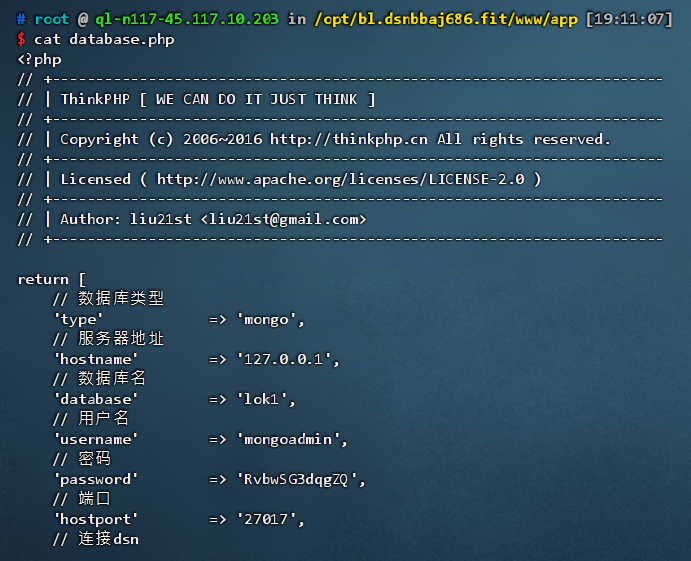 # root @ ql-n117-45.117.10.203 in /opt/bl.dsnbbaj686.fit/www/app [19:11:07]
$ cat database.php
<?php
// +----------------------------------------------------------------------
// | ThinkPHP [ WE CAN DO IT JUST THINK ]
// +----------------------------------------------------------------------
// | Copyright (c) 2006~2016 http://thinkphp.cn All rights reserved.
// +----------------------------------------------------------------------
// | Licensed ( http://www.apache.org/licenses/LICENSE-2.0 )
// +----------------------------------------------------------------------
// | Author: liu21st <liu21st@gmail.com>
// +----------------------------------------------------------------------
return [
// 数据库类型
'type' => 'mongo',
// 服务器地址
'hostname' => '127.0.0.1',
// 数据库名
'database' => 'lok1',
// 用户名
'username' => 'mongoadmin',
// 密码
'password' => 'RvbwSG3dqgZQ',
// 端口
'hostport' => '27017',
// 连接dsn